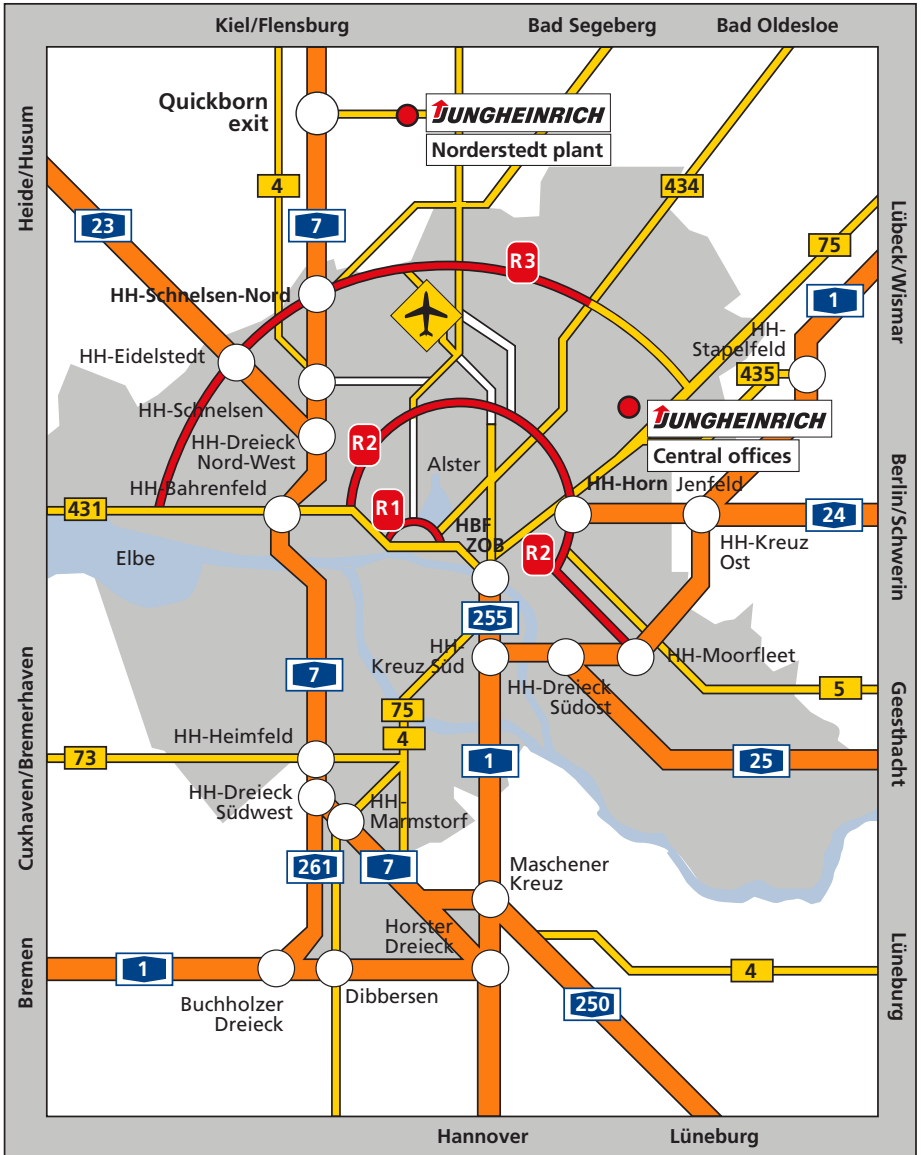 Kiel/Flensburg
Bad Segeberg
Bad Oldesloe
Heide/Husum
Cuxhaven/Bremerhaven
Bremen
Lübeck/Wismar
Berlin/Schwerin
Geesthacht
Lüneburg
Quickborn
exit
JUNGHEINRICH
Norderstedt plant
4
434
23
7
75
R3
1
HH-Schnelsen-Nord
HH-
Stapelfeld
HH-Eidelstedt
435
HH-Schnelsen
JUNGHEINRICH
Central offices
HH-Dreieck
Nord-West
R2
Alster
HH-Bahrenfeld
HH-Horn
Jenfeld
431
R1
HBF
ZOB
24
R2
HH-Kreuz
Ost
Elbe
255
HH-
Kreuz Süd
HH-Moorfleet
7
HH-Dreieck
Südost
5
75
4
HH-Heimfeld
73
1
25
HH-Dreieck
Südwest
HH-
Marmstorf
261
7
Maschener
Kreuz
Horster
Dreieck
1
4
Buchholzer
Dreieck
Dibbersen
250
Hannover
Lüneburg